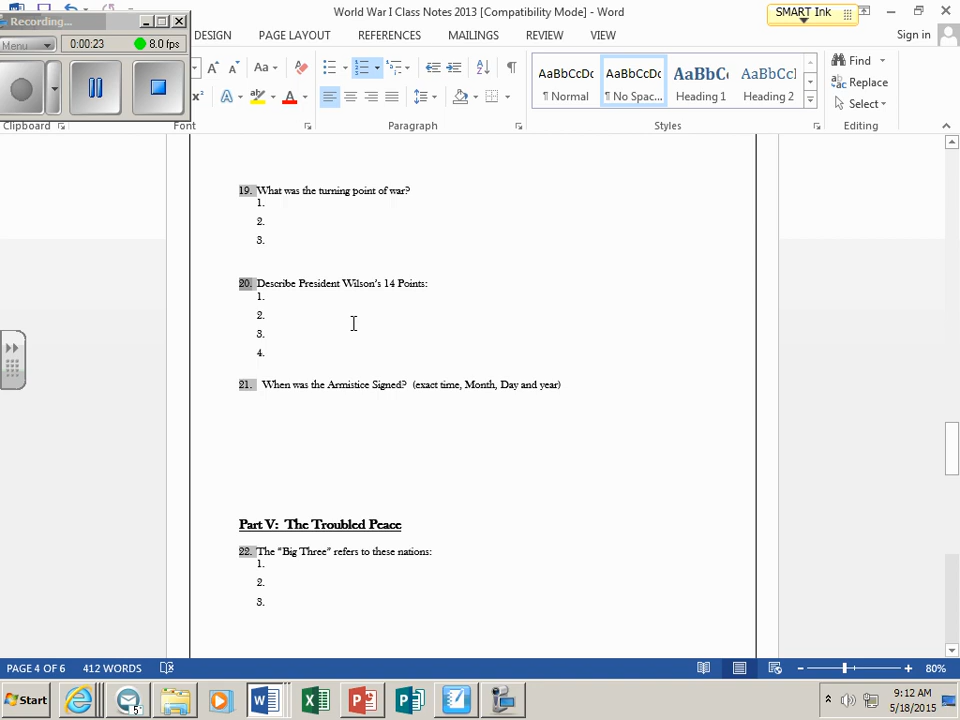 World War I Class Notes 2013 [Compatibility Mode] - Word
SMART Ink
Recording...
Menu
0:00:23
8.0 fps
DESIGN PAGE LAYOUT REFERENCES MAILINGS REVIEW VIEW
Sign in
Aa
AaBbCcDc AaBbCcDc AaBbC AaBbCcl
¶ Normal ¶ No Spac... Heading 1 Heading 2
Find
Replace
Select
Clipboard Font Paragraph Styles Editing
19. What was the turning point of war?
1.
2.
3.
20. Describe President Wilson's 14 Points:
1.
2.
3.
4.
21. When was the Armistice Signed? (exact time, Month, Day and year)
Part V: The Troubled Peace
22. The "Big Three" refers to these nations:
1.
2.
3.
PAGE 4 OF 6 412 WORDS
80%
Start
5
9:12 AM
5/18/2015